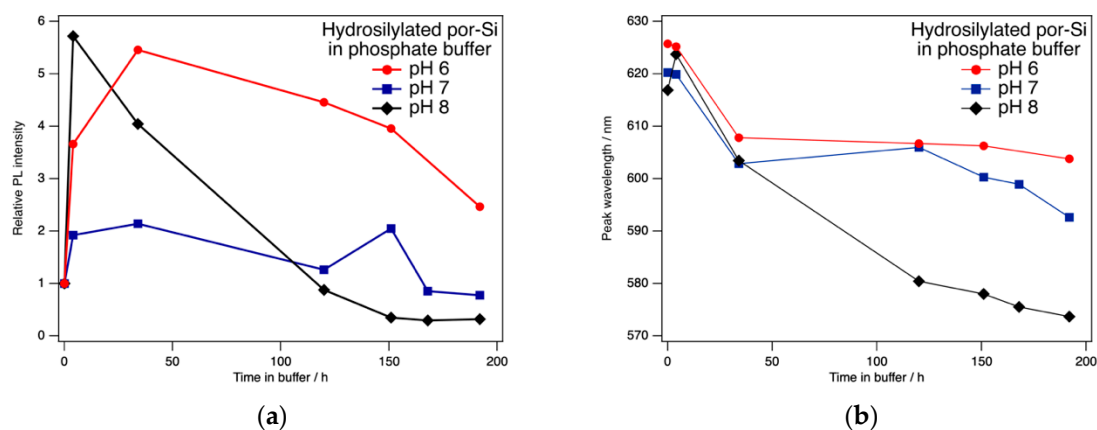 Hydrosilylated por-Si
in phosphate buffer
pH 6
pH 7
pH 8
Relative PL intensity
6
5
4
3
2
1
0
0
50
100
150
200
Time in buffer / h
(a)
Hydrosilylated por-Si
in phosphate buffer
pH 6
pH 7
pH 8
Peak wavelength / nm
630
620
610
600
590
580
570
0
50
100
150
200
Time in buffer / h
(b)